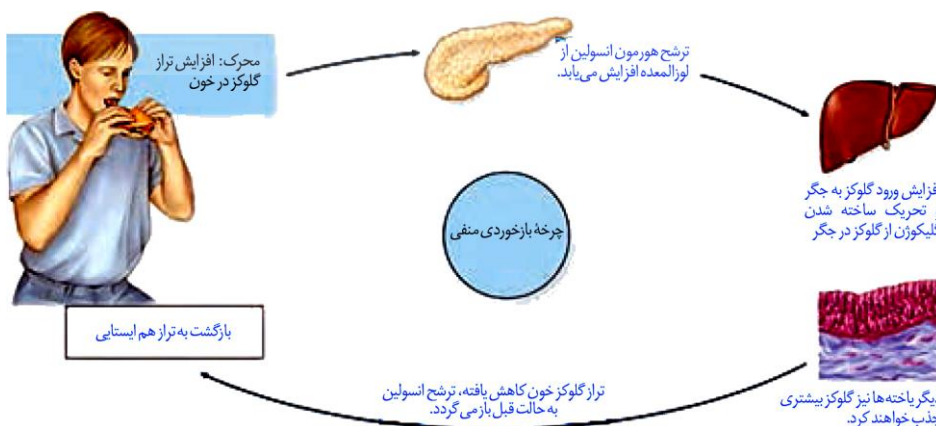 محرک: افزایش تراز
گلوکز در خون
ترشح هورمون انسولین از
لوزالمعده افزایش می‌یابد.
فزایش ورود گلوکز به جگر
تحریک ساخته شدن
گلیکوژن از گلوکز در جگر
چرخهٔ بازخوردی منفی
دیگر یاخته‌ها نیز گلوکز بیشتری
جذب خواهند کرد.
تراز گلوکز خون کاهش یافته، ترشح انسولین
به حالت قبل باز می گردد.
بازگشت به تراز هم ایستایی